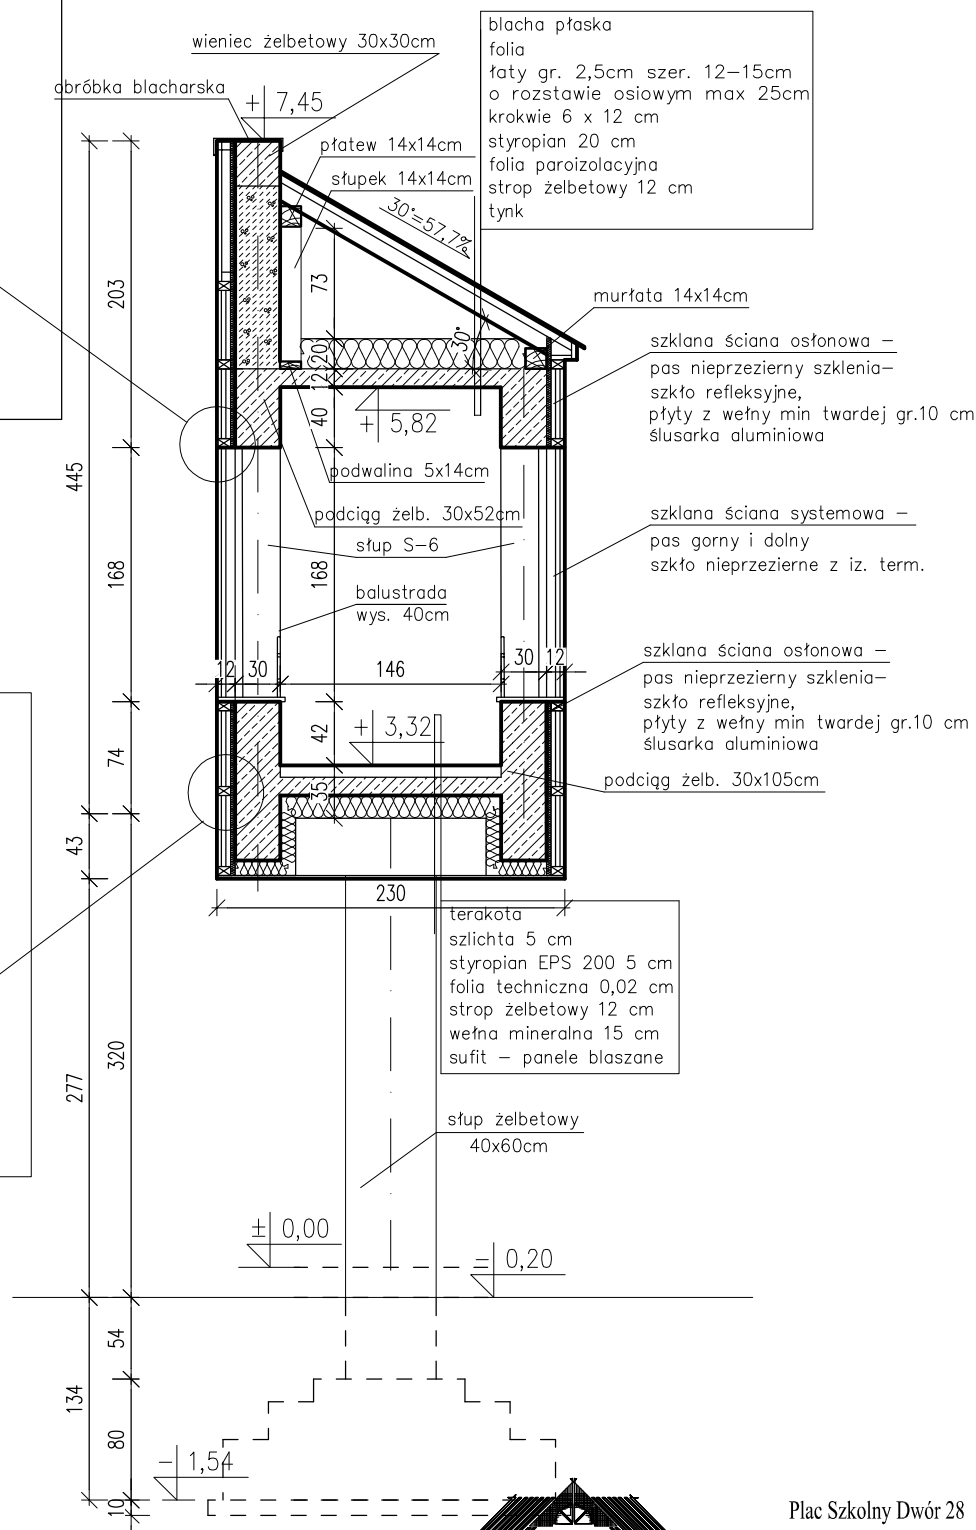 blacha płaska
folia
łaty gr. 2,5cm szer. 12–15cm
o rozstawie osiowym max 25cm
krokwie 6 x 12 cm
styropian 20 cm
folia paroizolacyjna
strop żelbetowy 12 cm
tynk
wieniec żelbetowy 30x30cm
obróbka blacharska
+ 7,45
płatew 14x14cm
słupek 14x14cm
30°=57,7%
73
203
murłata 14x14cm
30°
20
12
40
szklana ściana osłonowa –
pas nieprzezierny szklenia–
szkło refleksyjne,
płyty z wełny min twardej gr.10 cm
ślusarka aluminiowa
+ 5,82
445
podwalina 5x14cm
podciąg żelb. 30x52cm
słup S–6
szklana ściana systemowa –
pas gorny i dolny
szkło nieprzezierne z iz. term.
168
168
balustrada
wys. 40cm
12
30
146
30
12
szklana ściana osłonowa –
pas nieprzezierny szklenia–
szkło refleksyjne,
płyty z wełny min twardej gr.10 cm
ślusarka aluminiowa
+ 3,32
42
74
35
podciąg żelb. 30x105cm
43
230
terakota
szlichta 5 cm
styropian EPS 200 5 cm
folia techniczna 0,02 cm
strop żelbetowy 12 cm
wełna mineralna 15 cm
sufit – panele blaszane
320
277
słup żelbetowy
40x60cm
± 0,00
– 0,20
54
134
80
– 1,54
10
Plac Szkolny Dwór 28